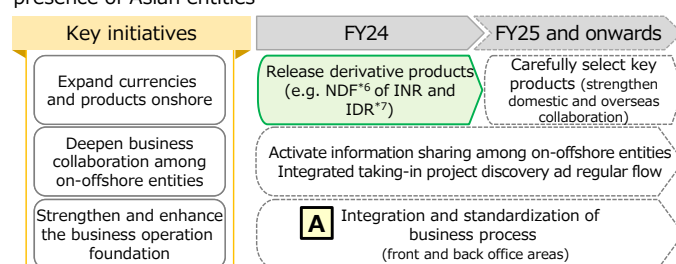 presence of Asian entities
Key initiatives
FY24
FY25 and onwards
Expand currencies
and products onshore
Release derivative products
(e.g. NDF*6 of INR and
IDR*7)
Carefully select key
products (strengthen
domestic and overseas
collaboration)
Deepen business
collaboration among
on-offshore entities
Activate information sharing among on-offshore entities
Integrated taking-in project discovery ad regular flow
Strengthen and enhance
the business operation
foundation
A
Integration and standardization of
business process
(front and back office areas)